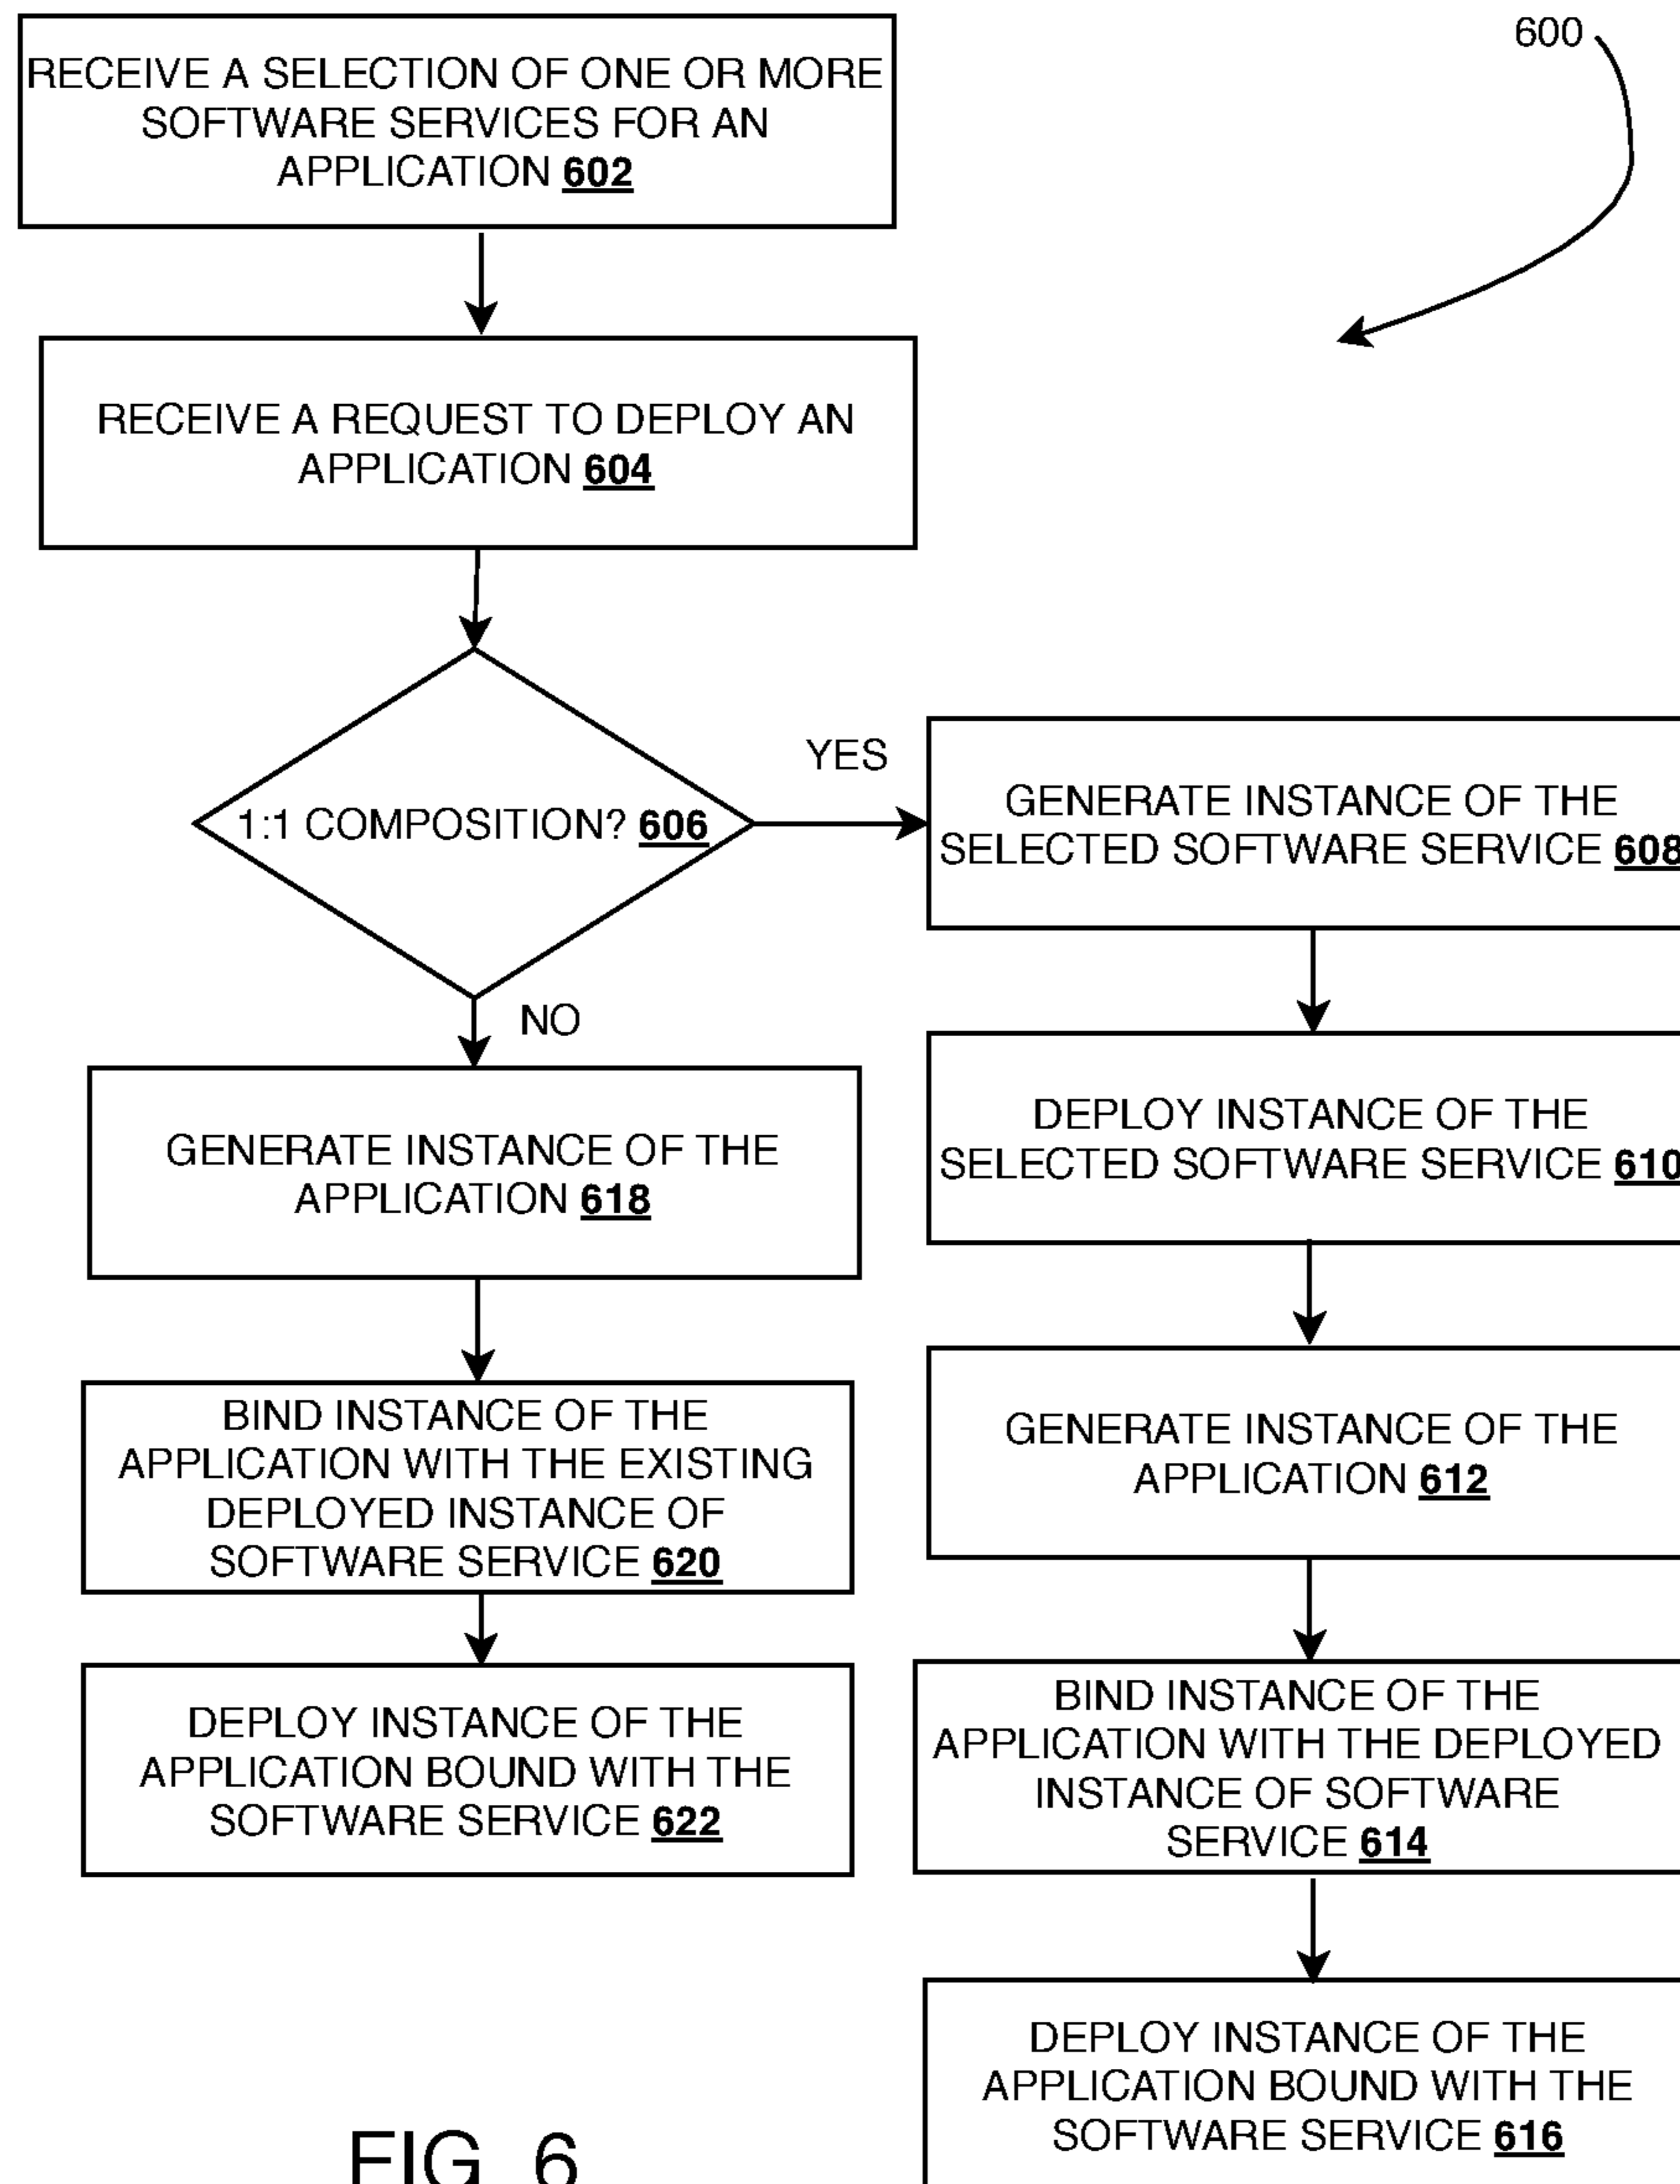 600
RECEIVE A SELECTION OF ONE OR MORE
SOFTWARE SERVICES FOR AN
APPLICATION 602
RECEIVE A REQUEST TO DEPLOY AN
APPLICATION 604
1:1 COMPOSITION? 606
YES
NO
GENERATE INSTANCE OF THE
SELECTED SOFTWARE SERVICE 608
DEPLOY INSTANCE OF THE
SELECTED SOFTWARE SERVICE 610
GENERATE INSTANCE OF THE
APPLICATION 612
BIND INSTANCE OF THE
APPLICATION WITH THE DEPLOYED
INSTANCE OF SOFTWARE
SERVICE 614
DEPLOY INSTANCE OF THE
APPLICATION BOUND WITH THE
SOFTWARE SERVICE 616
GENERATE INSTANCE OF THE
APPLICATION 618
BIND INSTANCE OF THE
APPLICATION WITH THE EXISTING
DEPLOYED INSTANCE OF
SOFTWARE SERVICE 620
DEPLOY INSTANCE OF THE
APPLICATION BOUND WITH THE
SOFTWARE SERVICE 622
FIG. 6